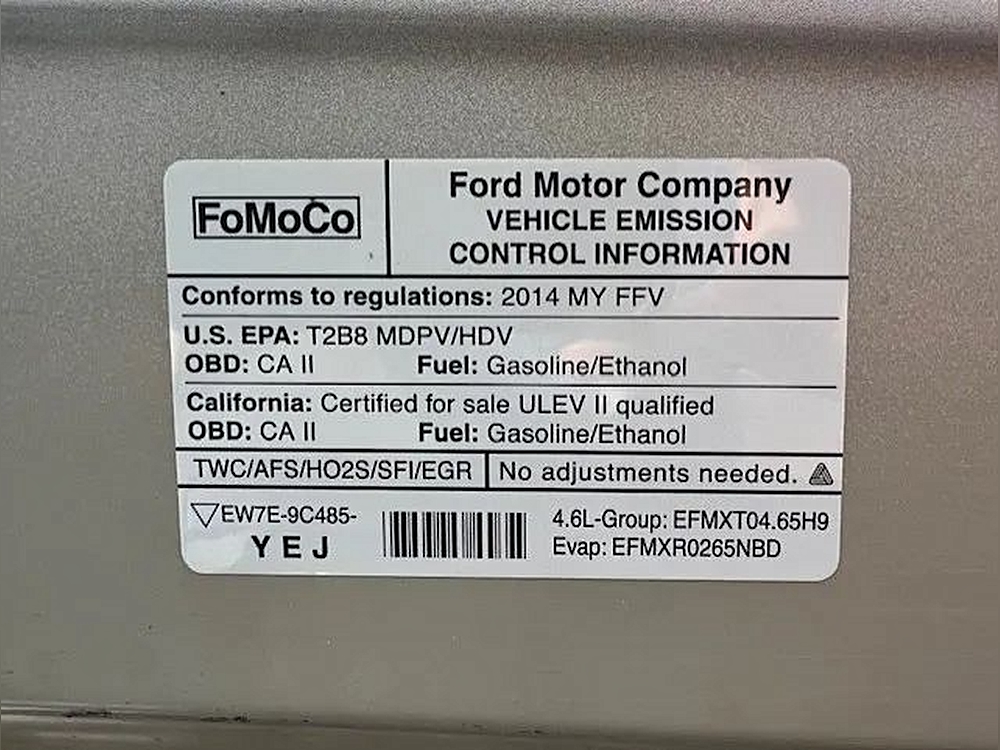 FoMoCo
Ford Motor Company
VEHICLE EMISSION
CONTROL INFORMATION
Conforms to regulations: 2014 MY FFV
U.S. EPA: T2B8 MDPV/HDV
OBD: CA II Fuel: Gasoline/Ethanol
California: Certified for sale ULEV II qualified
OBD: CA II Fuel: Gasoline/Ethanol
TWC/AFS/HO2S/SFI/EGR No adjustments needed.
EW7E-9C485-
YEJ
4.6L-Group: EFMXT04.65H9
Evap: EFMXR0265NBD